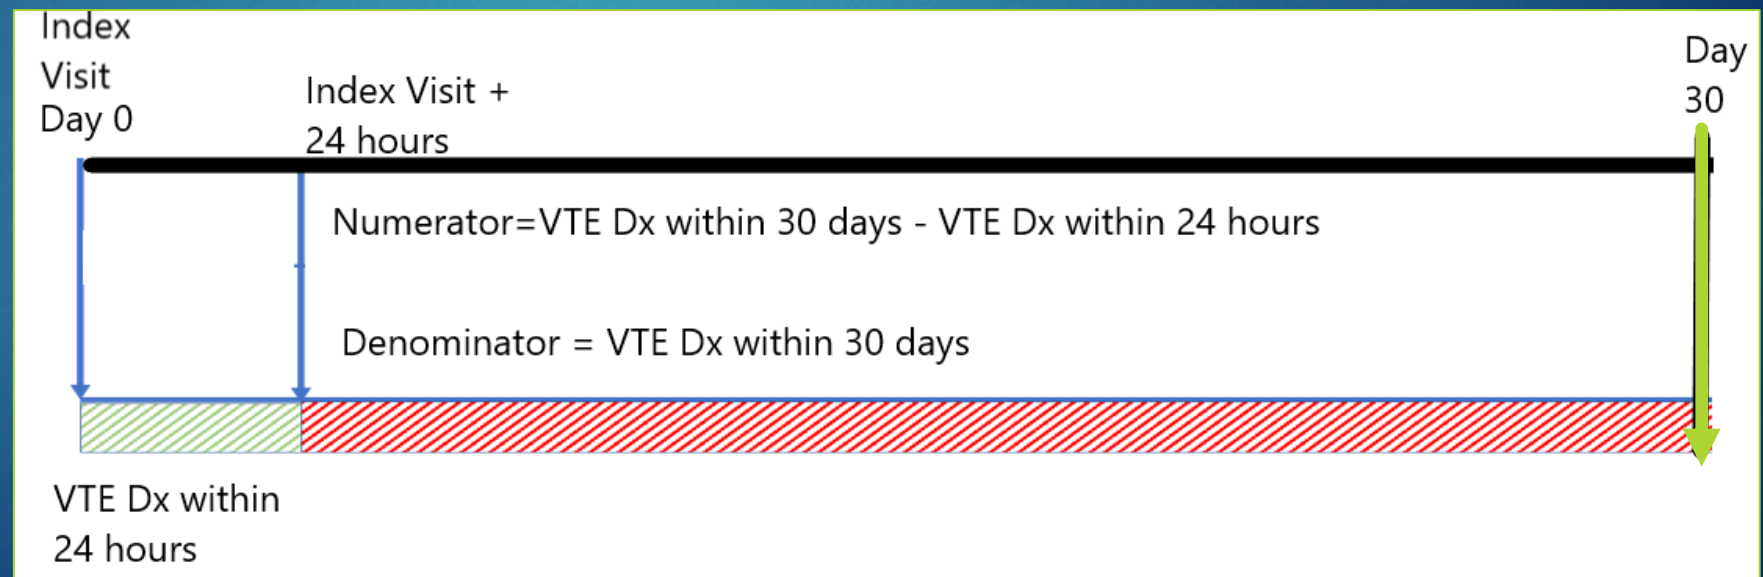 Index
Visit
Day 0
Index Visit +
24 hours
Day
30
Numerator=VTE Dx within 30 days - VTE Dx within 24 hours
Denominator = VTE Dx within 30 days
VTE Dx within
24 hours